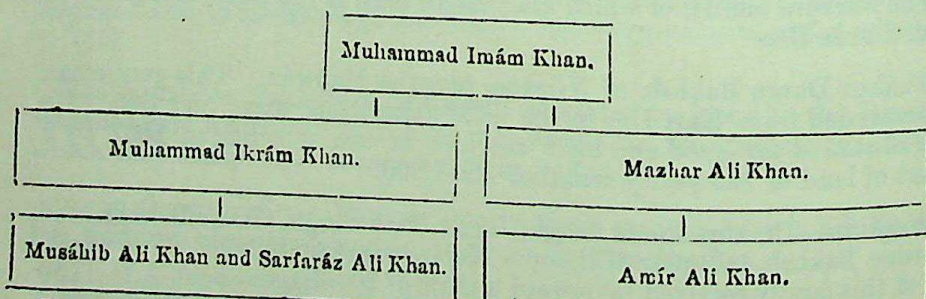 Muhammad Imám Khan.
Muhammad Ikrám Khan.
Mazhar Ali Khan.
Musáhib Ali Khan and Sarfaráz Ali Khan.
Amír Ali Khan.